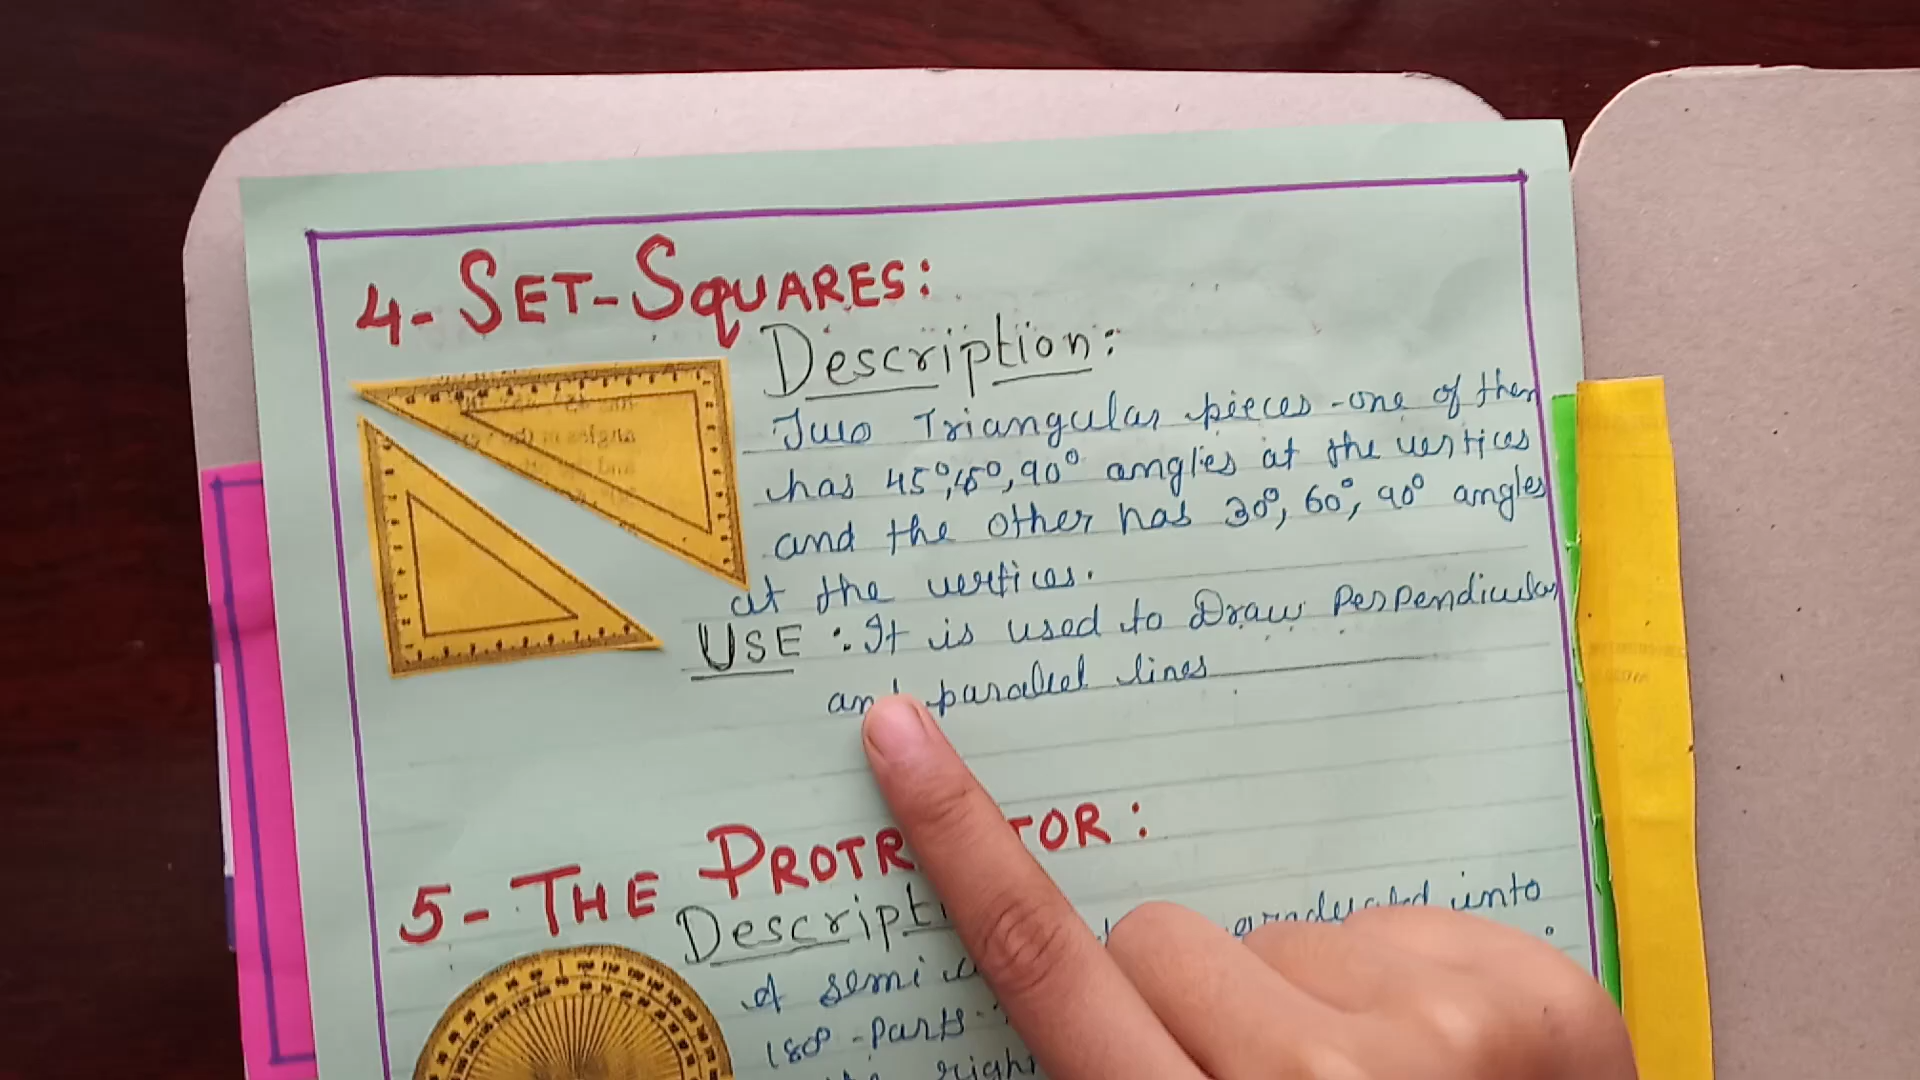 4- SET-SQUARES:
Description:
Two Triangular pieces -one of them
has 45°,45°,90° angles at the vertices
and the other has 30°, 60°, 90° angles
at the vertices.
USE : It is used to Draw Perpendicular
and parallel lines
5- THE PROTR TOR:
Descripti
graduated into
A semi
180 -Parts
right